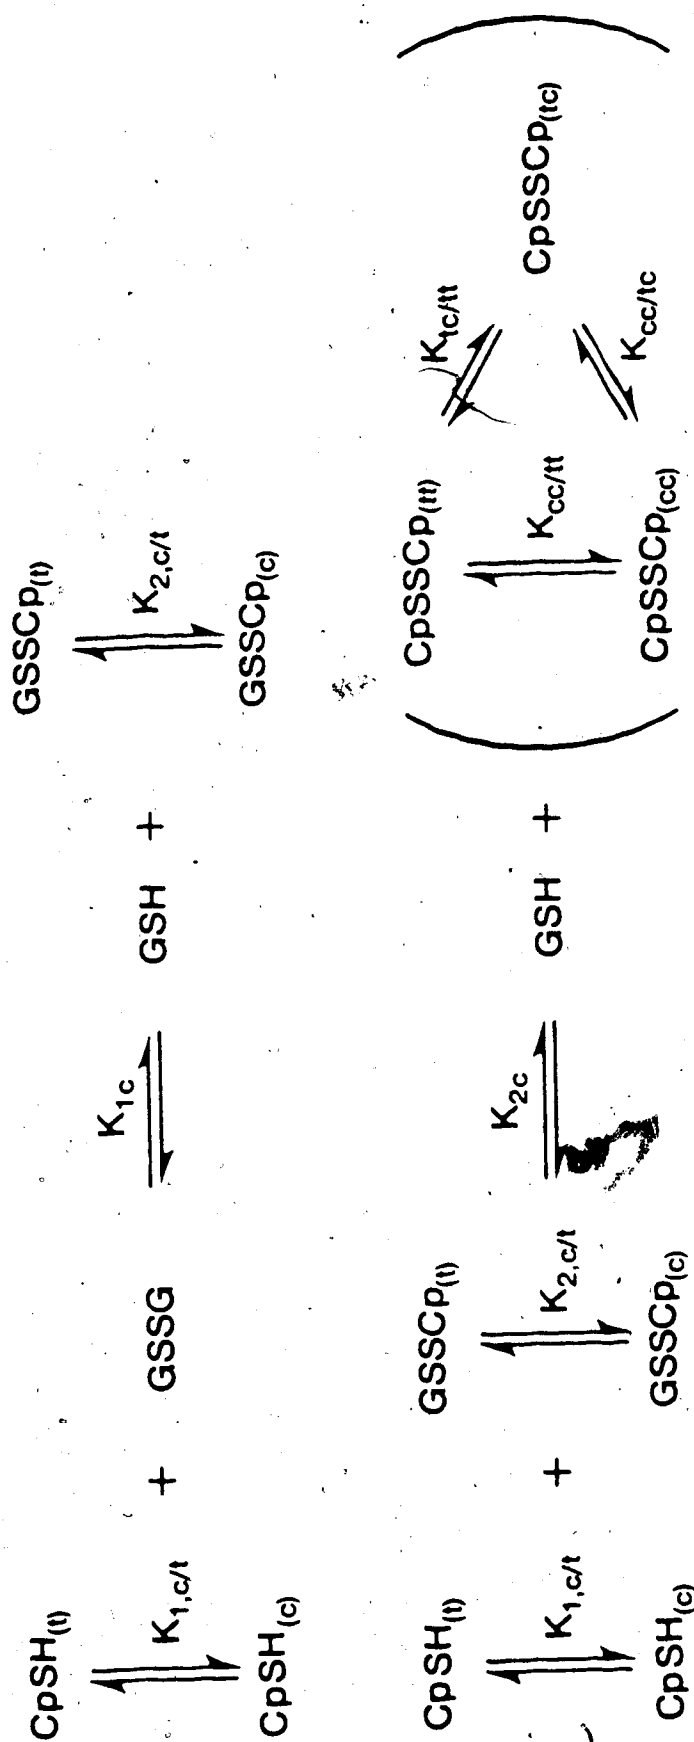 CpSH(t) + GSSG ⇌ GSH + GSSCp(t)
K1,c/t K1c K2,c/t
CpSH(c) GSSCp(c)
CpSH(t) + GSSCp(t) ⇌ GSH + CpSSCp(tt) CpSSCp(tc)
K1,c/t K2,c/t K2c Kcc/tt Ktc/tt Kcc/tc
CpSH(c) GSSCp(c) CpSSCp(cc)